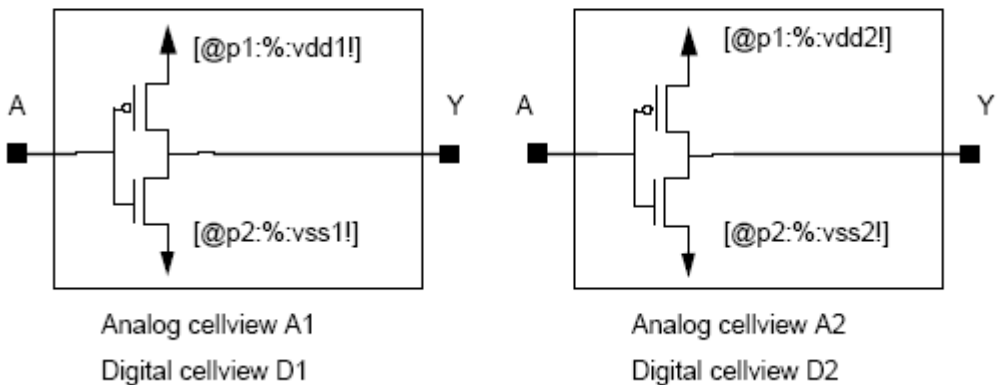 [@p1:%:vdd1!]
A
Y
[@p2:%:vss1!]
Analog cellview A1
Digital cellview D1
[@p1:%:vdd2!]
A
Y
[@p2:%:vss2!]
Analog cellview A2
Digital cellview D2